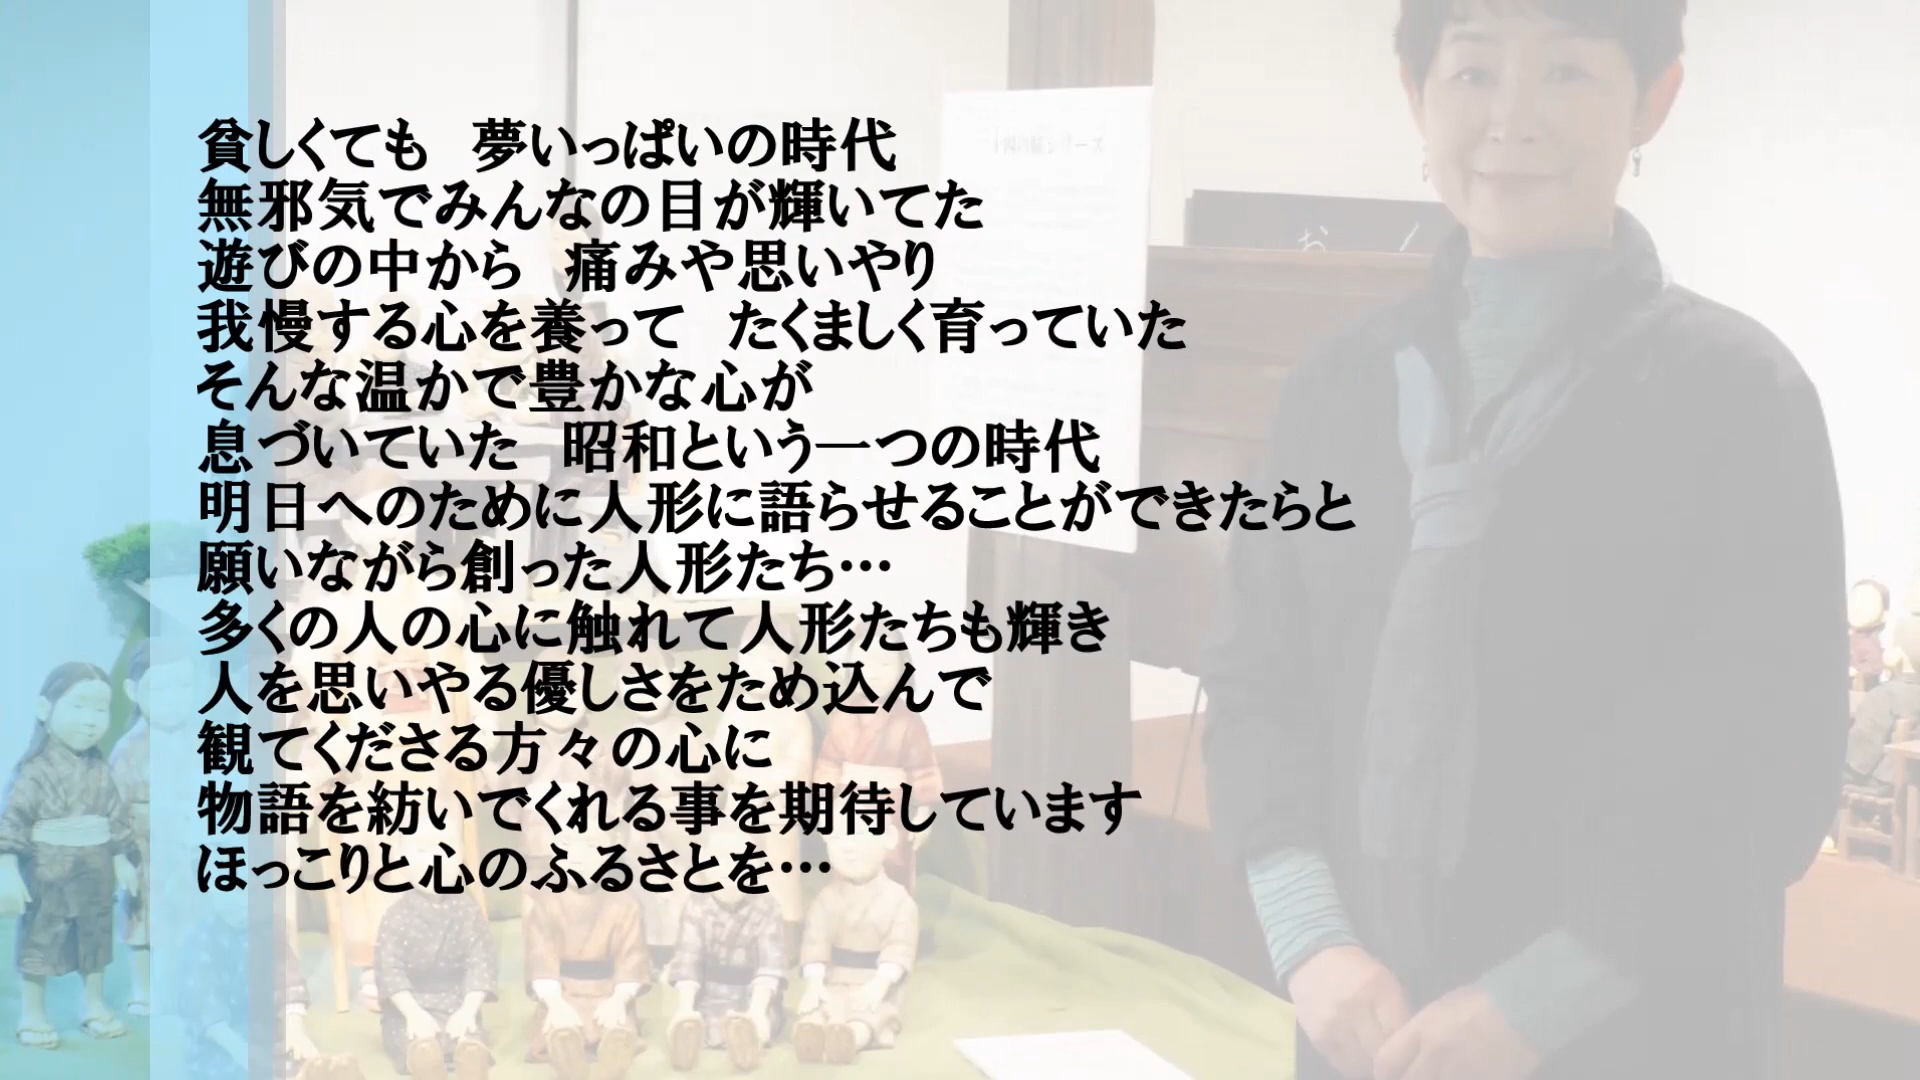 貧しくても　夢いっぱいの時代
無邪気でみんなの目が輝いてた
遊びの中から　痛みや思いやり
我慢する心を養って　たくましく育っていた
そんな温かで豊かな心が
息づいていた　昭和という一つの時代
明日へのために人形に語らせることができたらと
願いながら創った人形たち…
多くの人の心に触れて人形たちも輝き
人を思いやる優しさをため込んで
観てくださる方々の心に
物語を紡いでくれる事を期待しています
ほっこりと心のふるさとを…